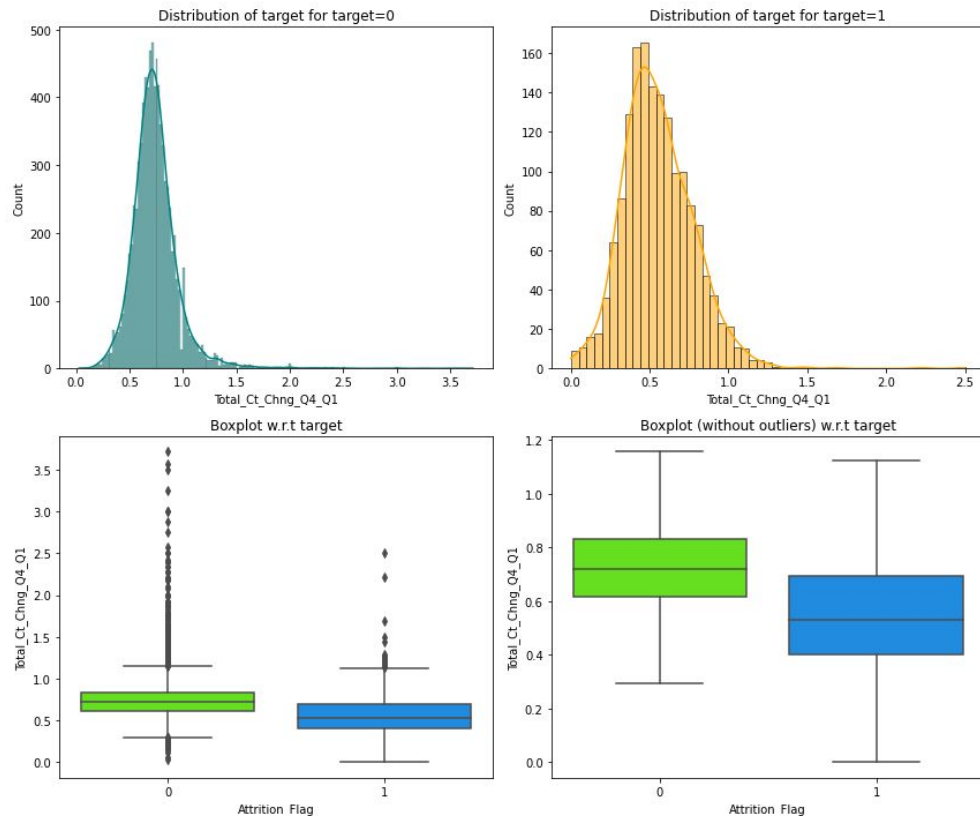 Distribution of target for target=0
500
400
300
200
100
0
Count
0.0 0.5 1.0 1.5 2.0 2.5 3.0 3.5
Total_Ct_Chng_Q4_Q1
Distribution of target for target=1
160
140
120
100
80
60
40
20
0
Count
0.0 0.5 1.0 1.5 2.0 2.5
Total_Ct_Chng_Q4_Q1
Boxplot w.r.t target
3.5
3.0
2.5
2.0
1.5
1.0
0.5
0.0
Total_Ct_Chng_Q4_Q1
0 1
Attrition_Flag
Boxplot (without outliers) w.r.t target
1.2
1.0
0.8
0.6
0.4
0.2
0.0
Total_Ct_Chng_Q4_Q1
0 1
Attrition_Flag